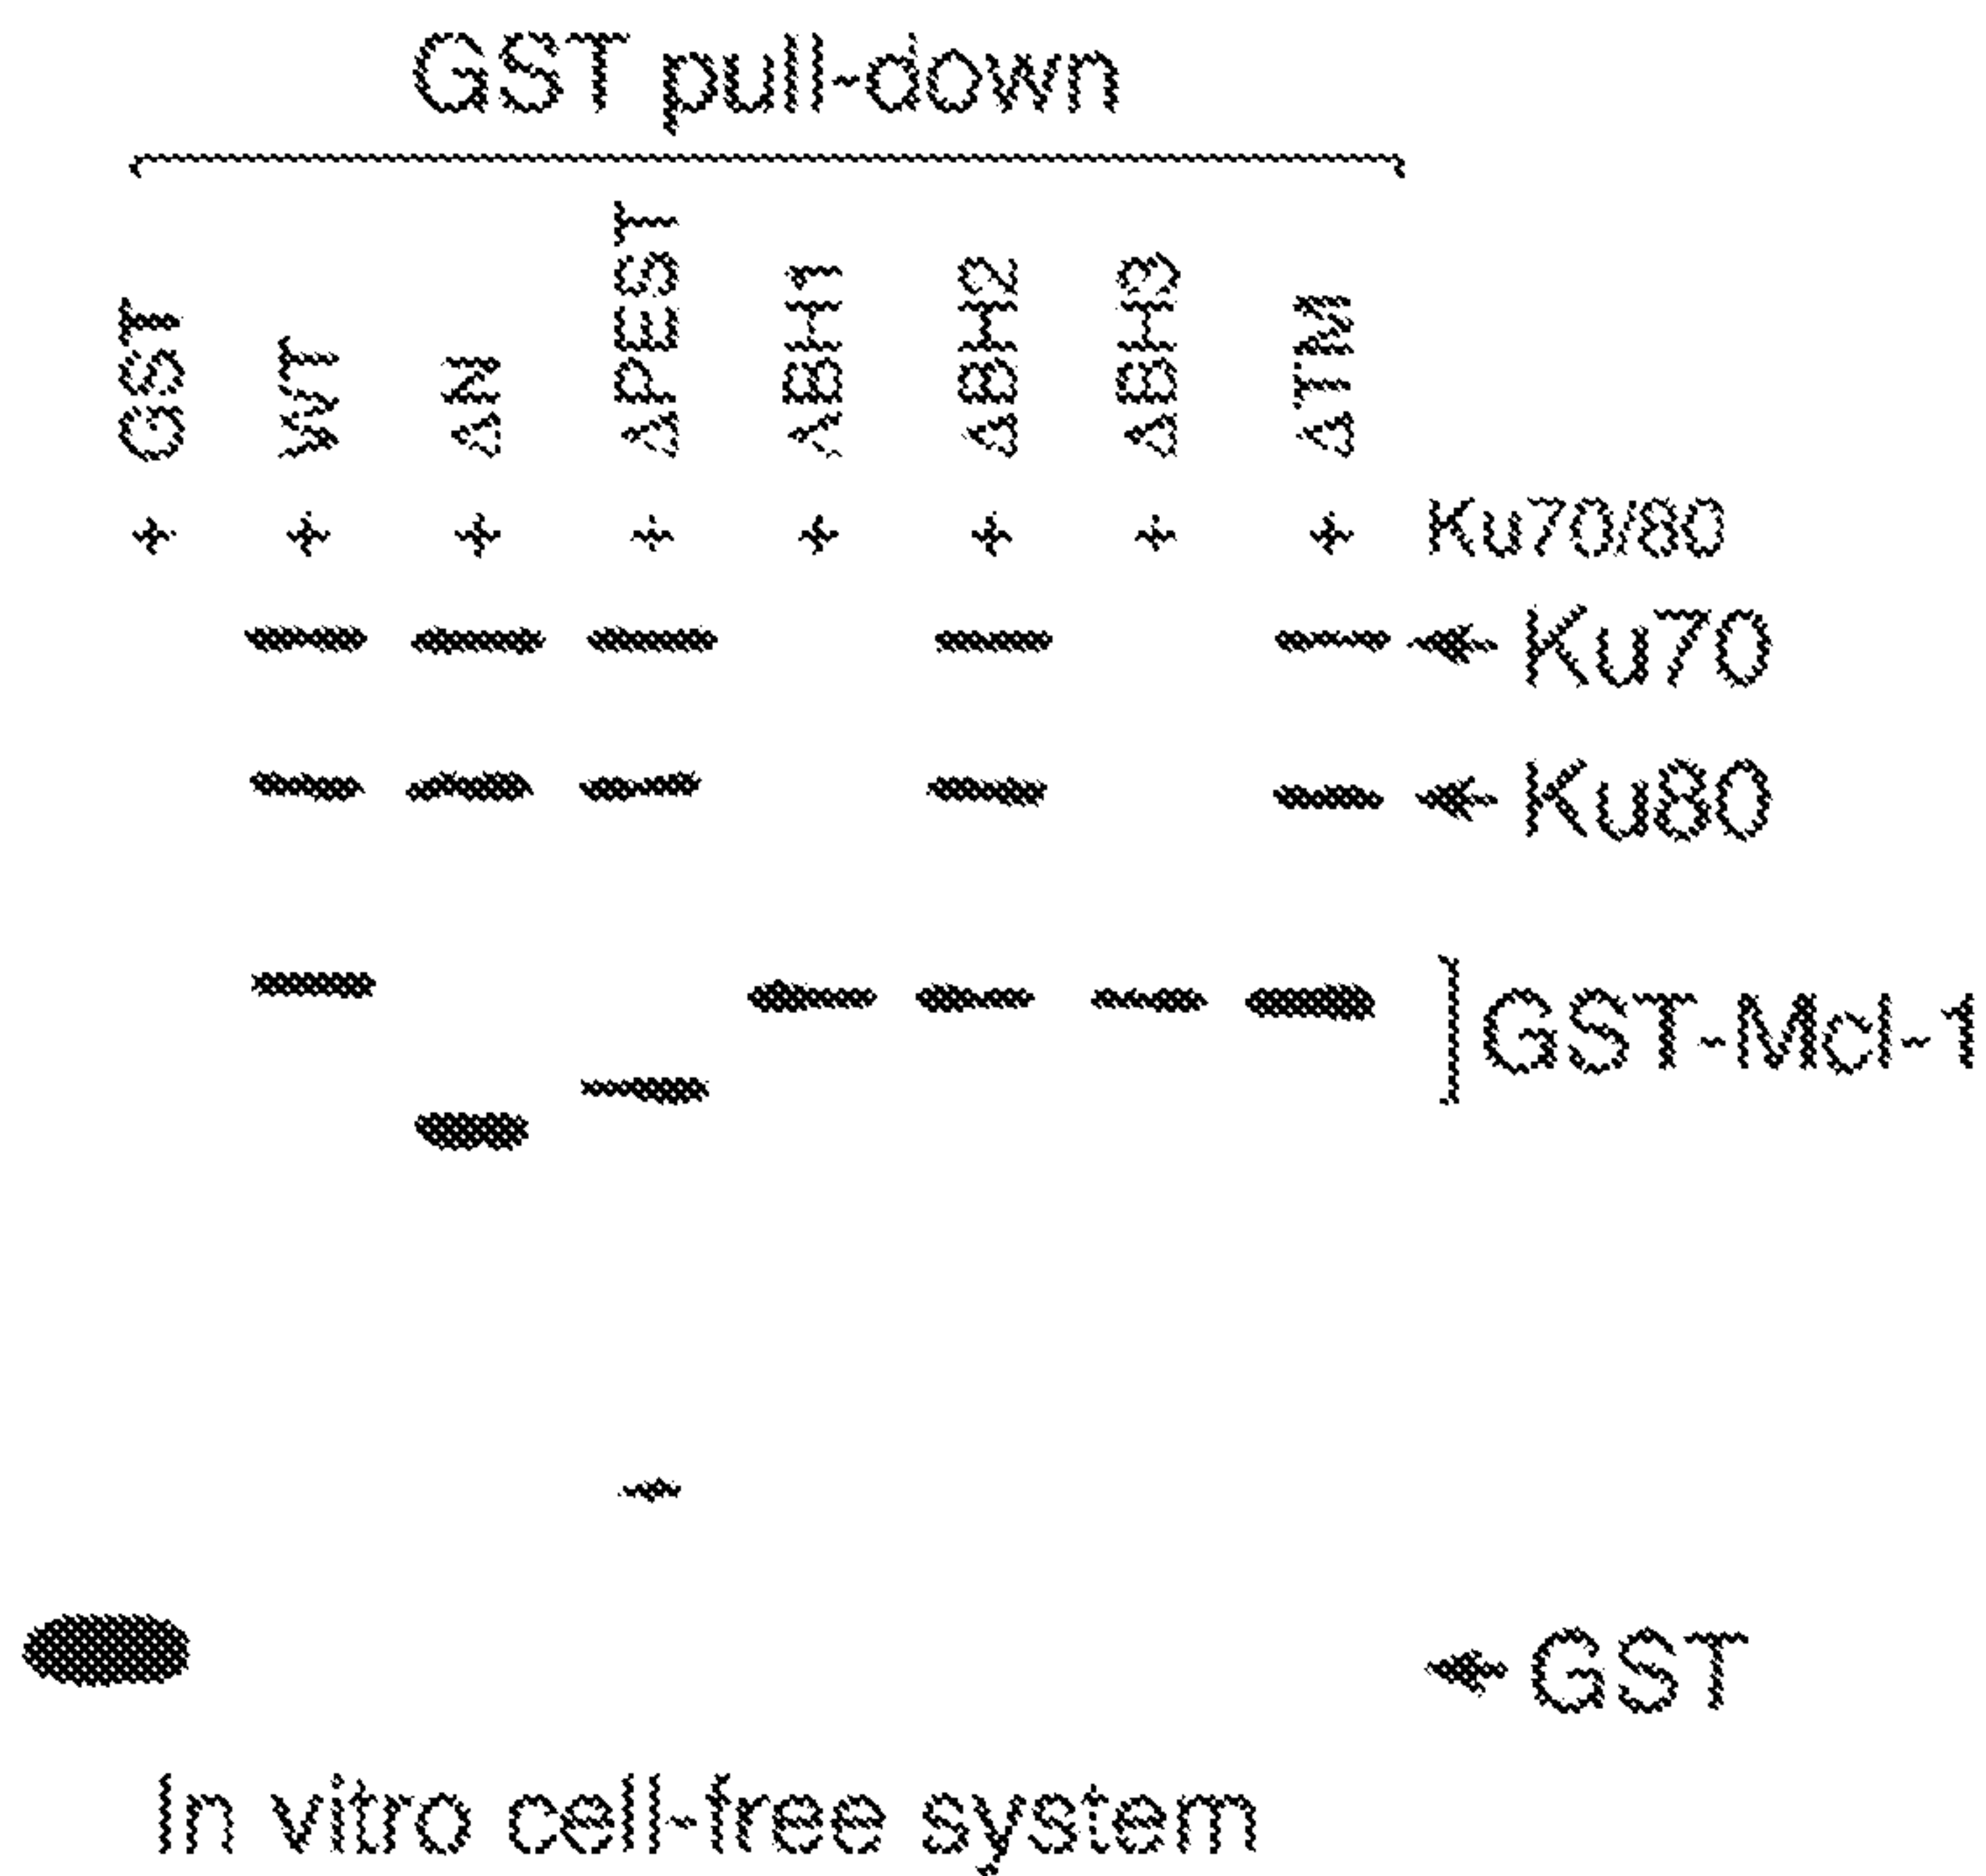 GST pull-down
GST WT ΔN ΔPEST ΔBH1 ΔBH2 ΔBH3 ΔTM
+ + + + + + + + Ku70/80
Ku70
Ku80
GST-Mcl-1
GST
In vitro cell-free system